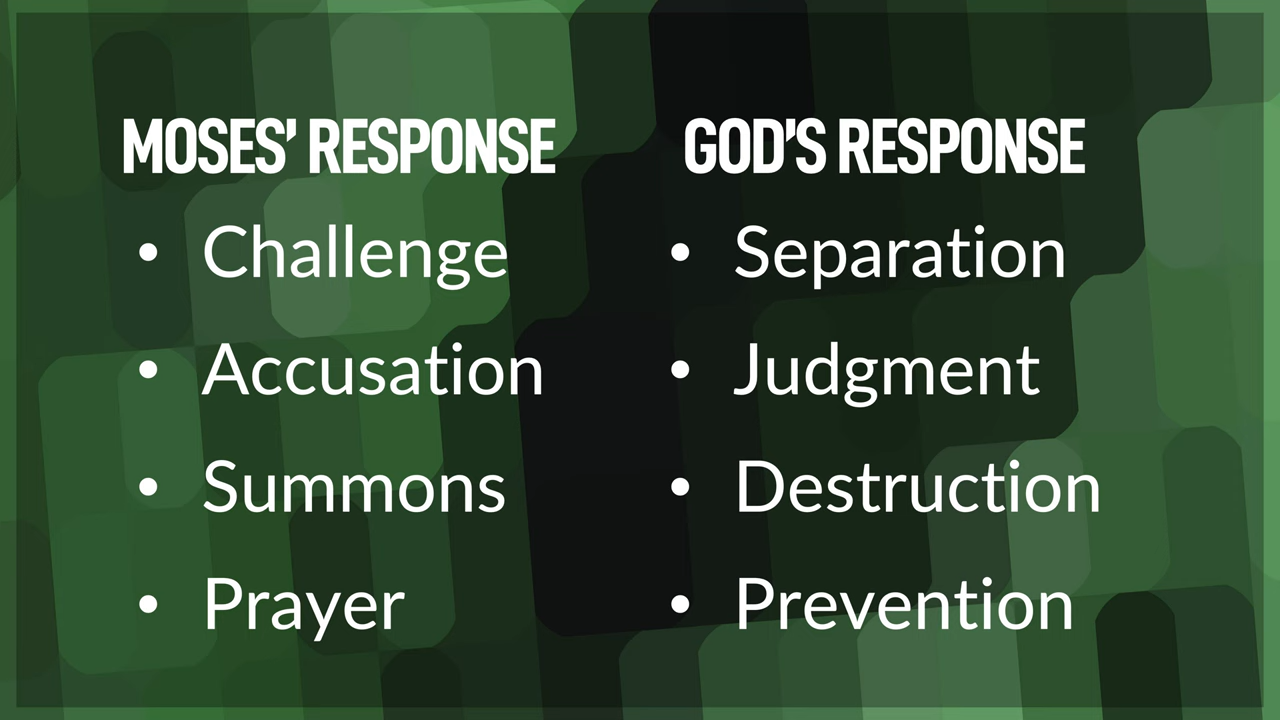 MOSES' RESPONSE
• Challenge
• Accusation
• Summons
• Prayer
GOD'S RESPONSE
• Separation
• Judgment
• Destruction
• Prevention